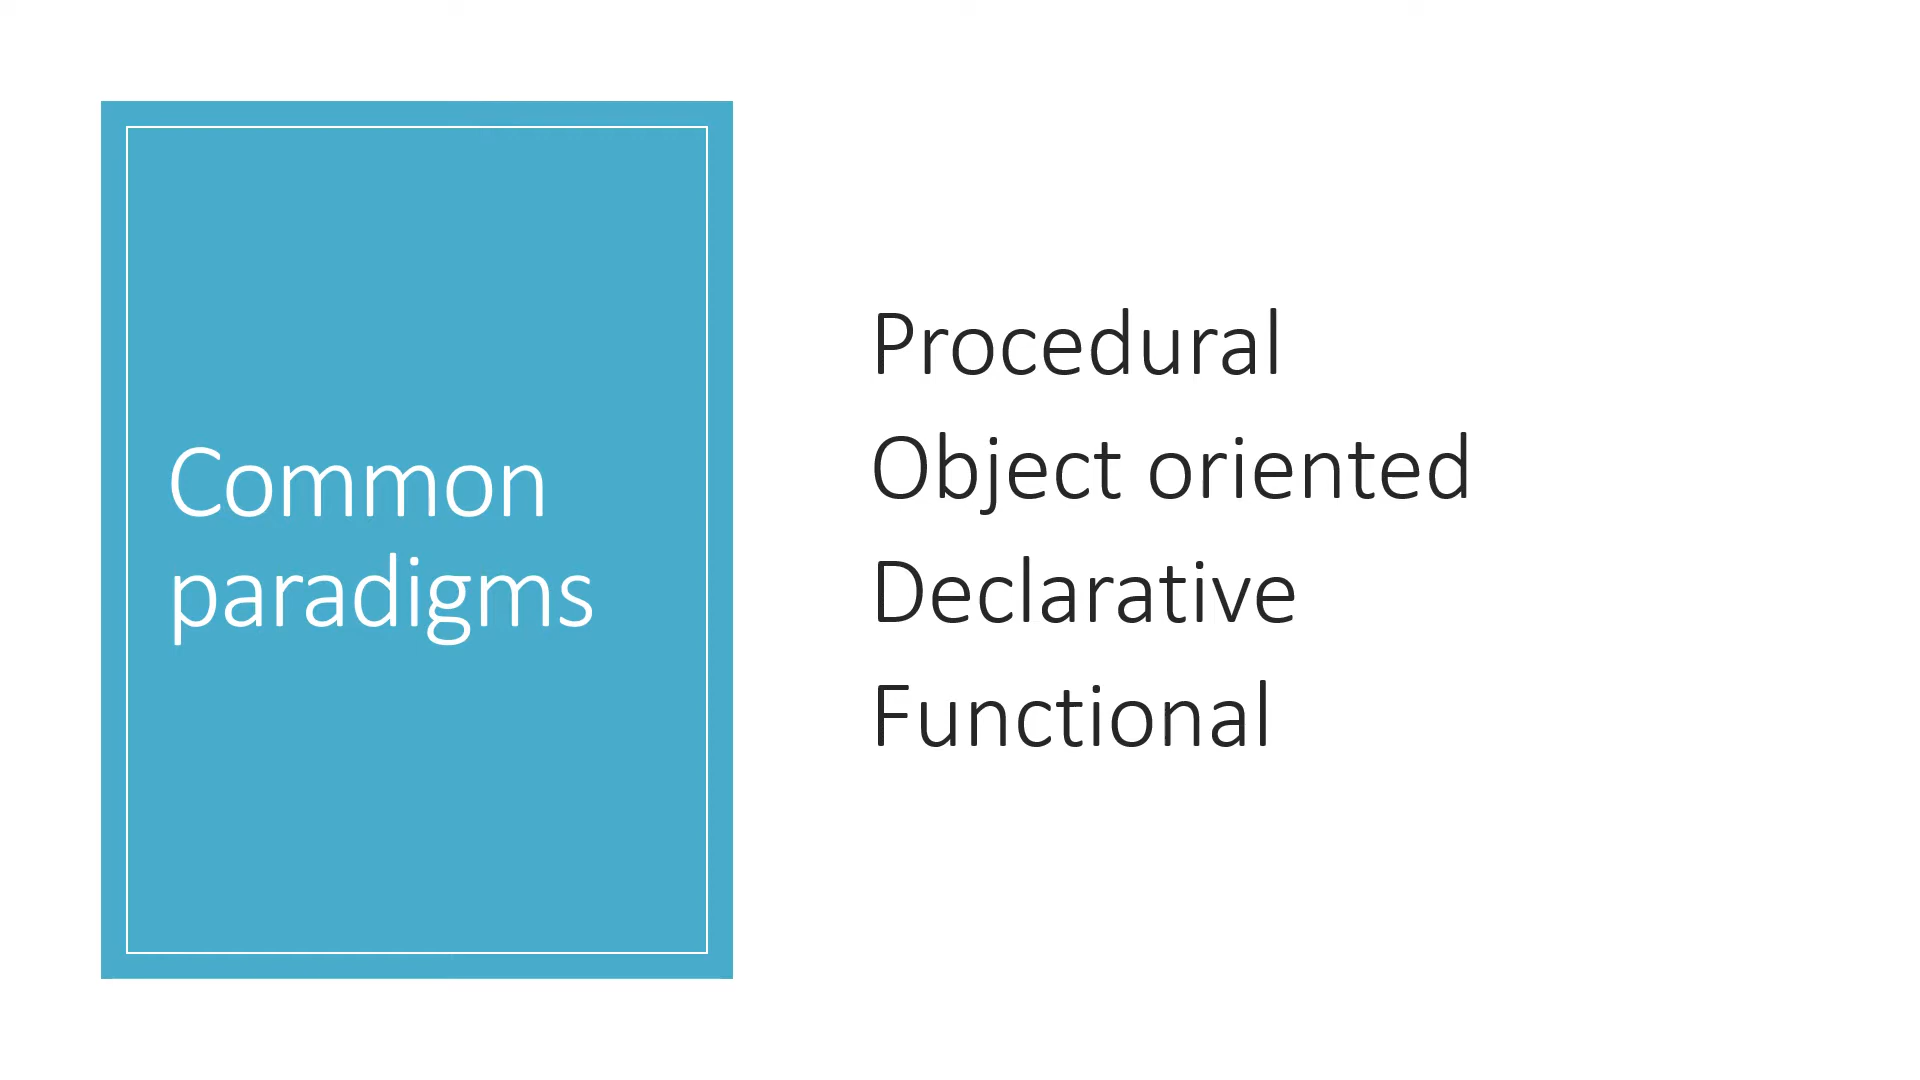 Common
paradigms
Procedural
Object oriented
Declarative
Functional